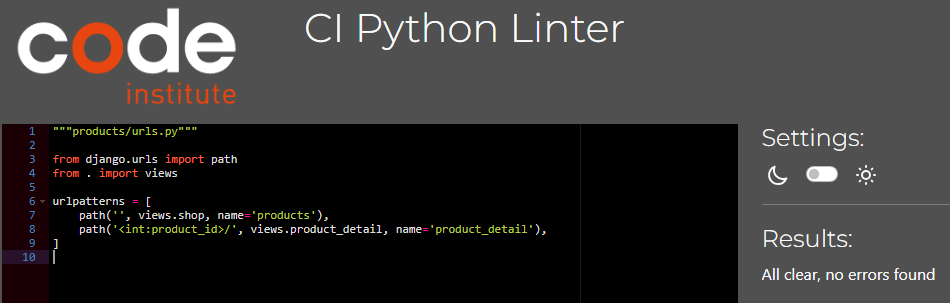 code
institute
CI Python Linter
1 """products/urls.py"""
2
3 from django.urls import path
4 from . import views
5
6 urlpatterns = [
7     path('', views.shop, name='products'),
8     path('<int:product_id>/', views.product_detail, name='product_detail'),
9 ]
10
Settings:
Results:
All clear, no errors found